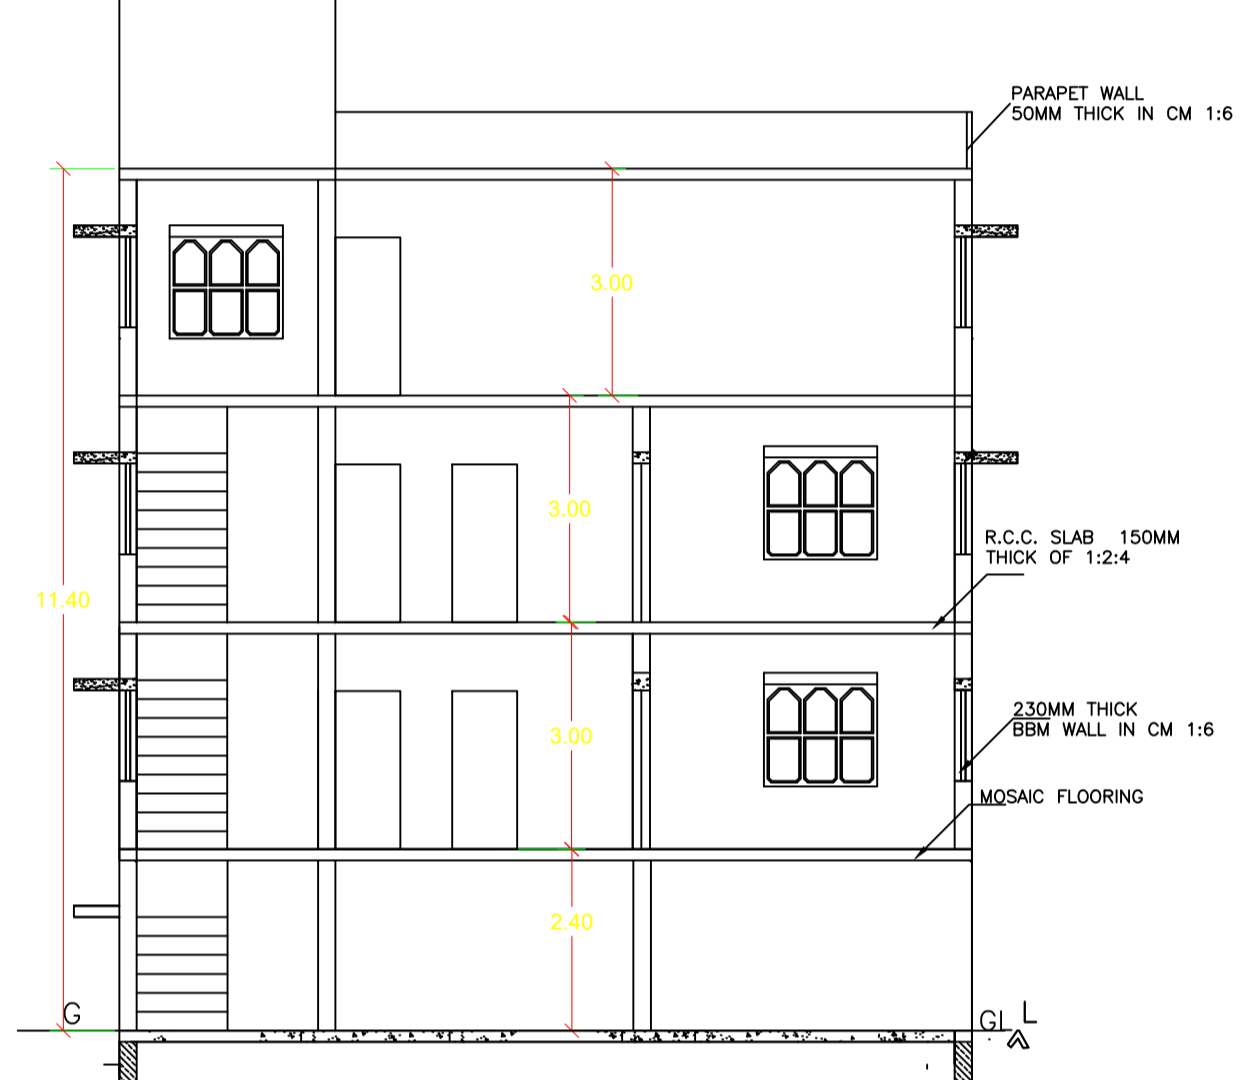 PARAPET WALL
50MM THICK IN CM 1:6
3.00
3.00
R.C.C. SLAB 150MM
THICK OF 1:2:4
11.40
230MM THICK
BBM WALL IN CM 1:6
3.00
MOSAIC FLOORING
2.40
G
GL
L